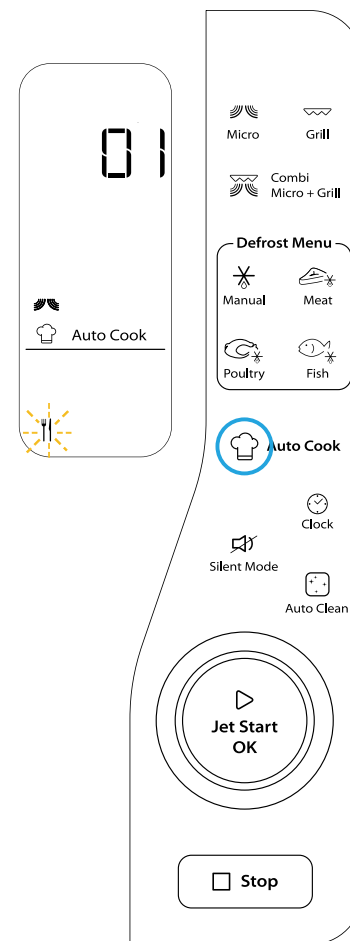 01
Auto Cook
Micro
Grill
Combi
Micro + Grill
Defrost Menu
Manual
Meat
Poultry
Fish
Auto Cook
Clock
Silent Mode
Auto Clean
Jet Start
OK
Stop